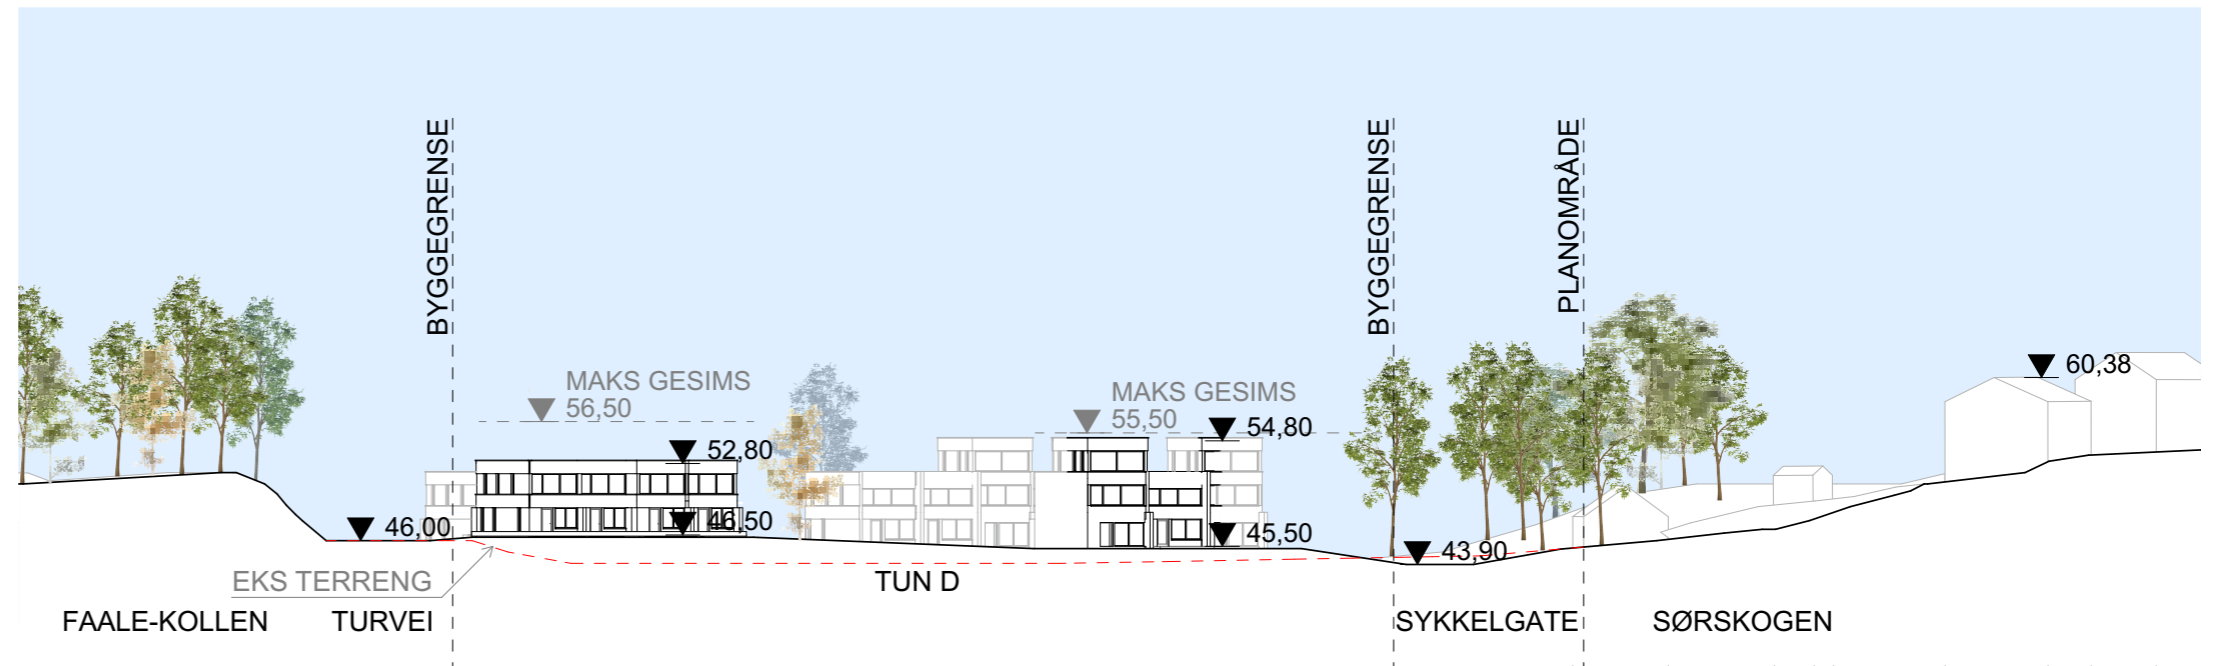 BYGGEGRENSE
BYGGEGRENSE
PLANOMRÅDE
MAKS GESIMS
56,50
MAKS GESIMS
55,50
60,38
54,80
52,80
46,00
46,50
45,50
43,90
EKS TERRENG
TUN D
FAALE-KOLLEN
TURVEI
SYKKELGATE
SØRSKOGEN